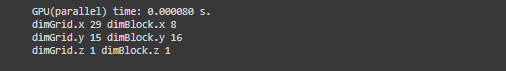 GPU(parallel) time: 0.000080 s.
dimGrid.x 29 dimBlock.x 8
dimGrid.y 15 dimBlock.y 16
dimGrid.z 1 dimBlock.z 1